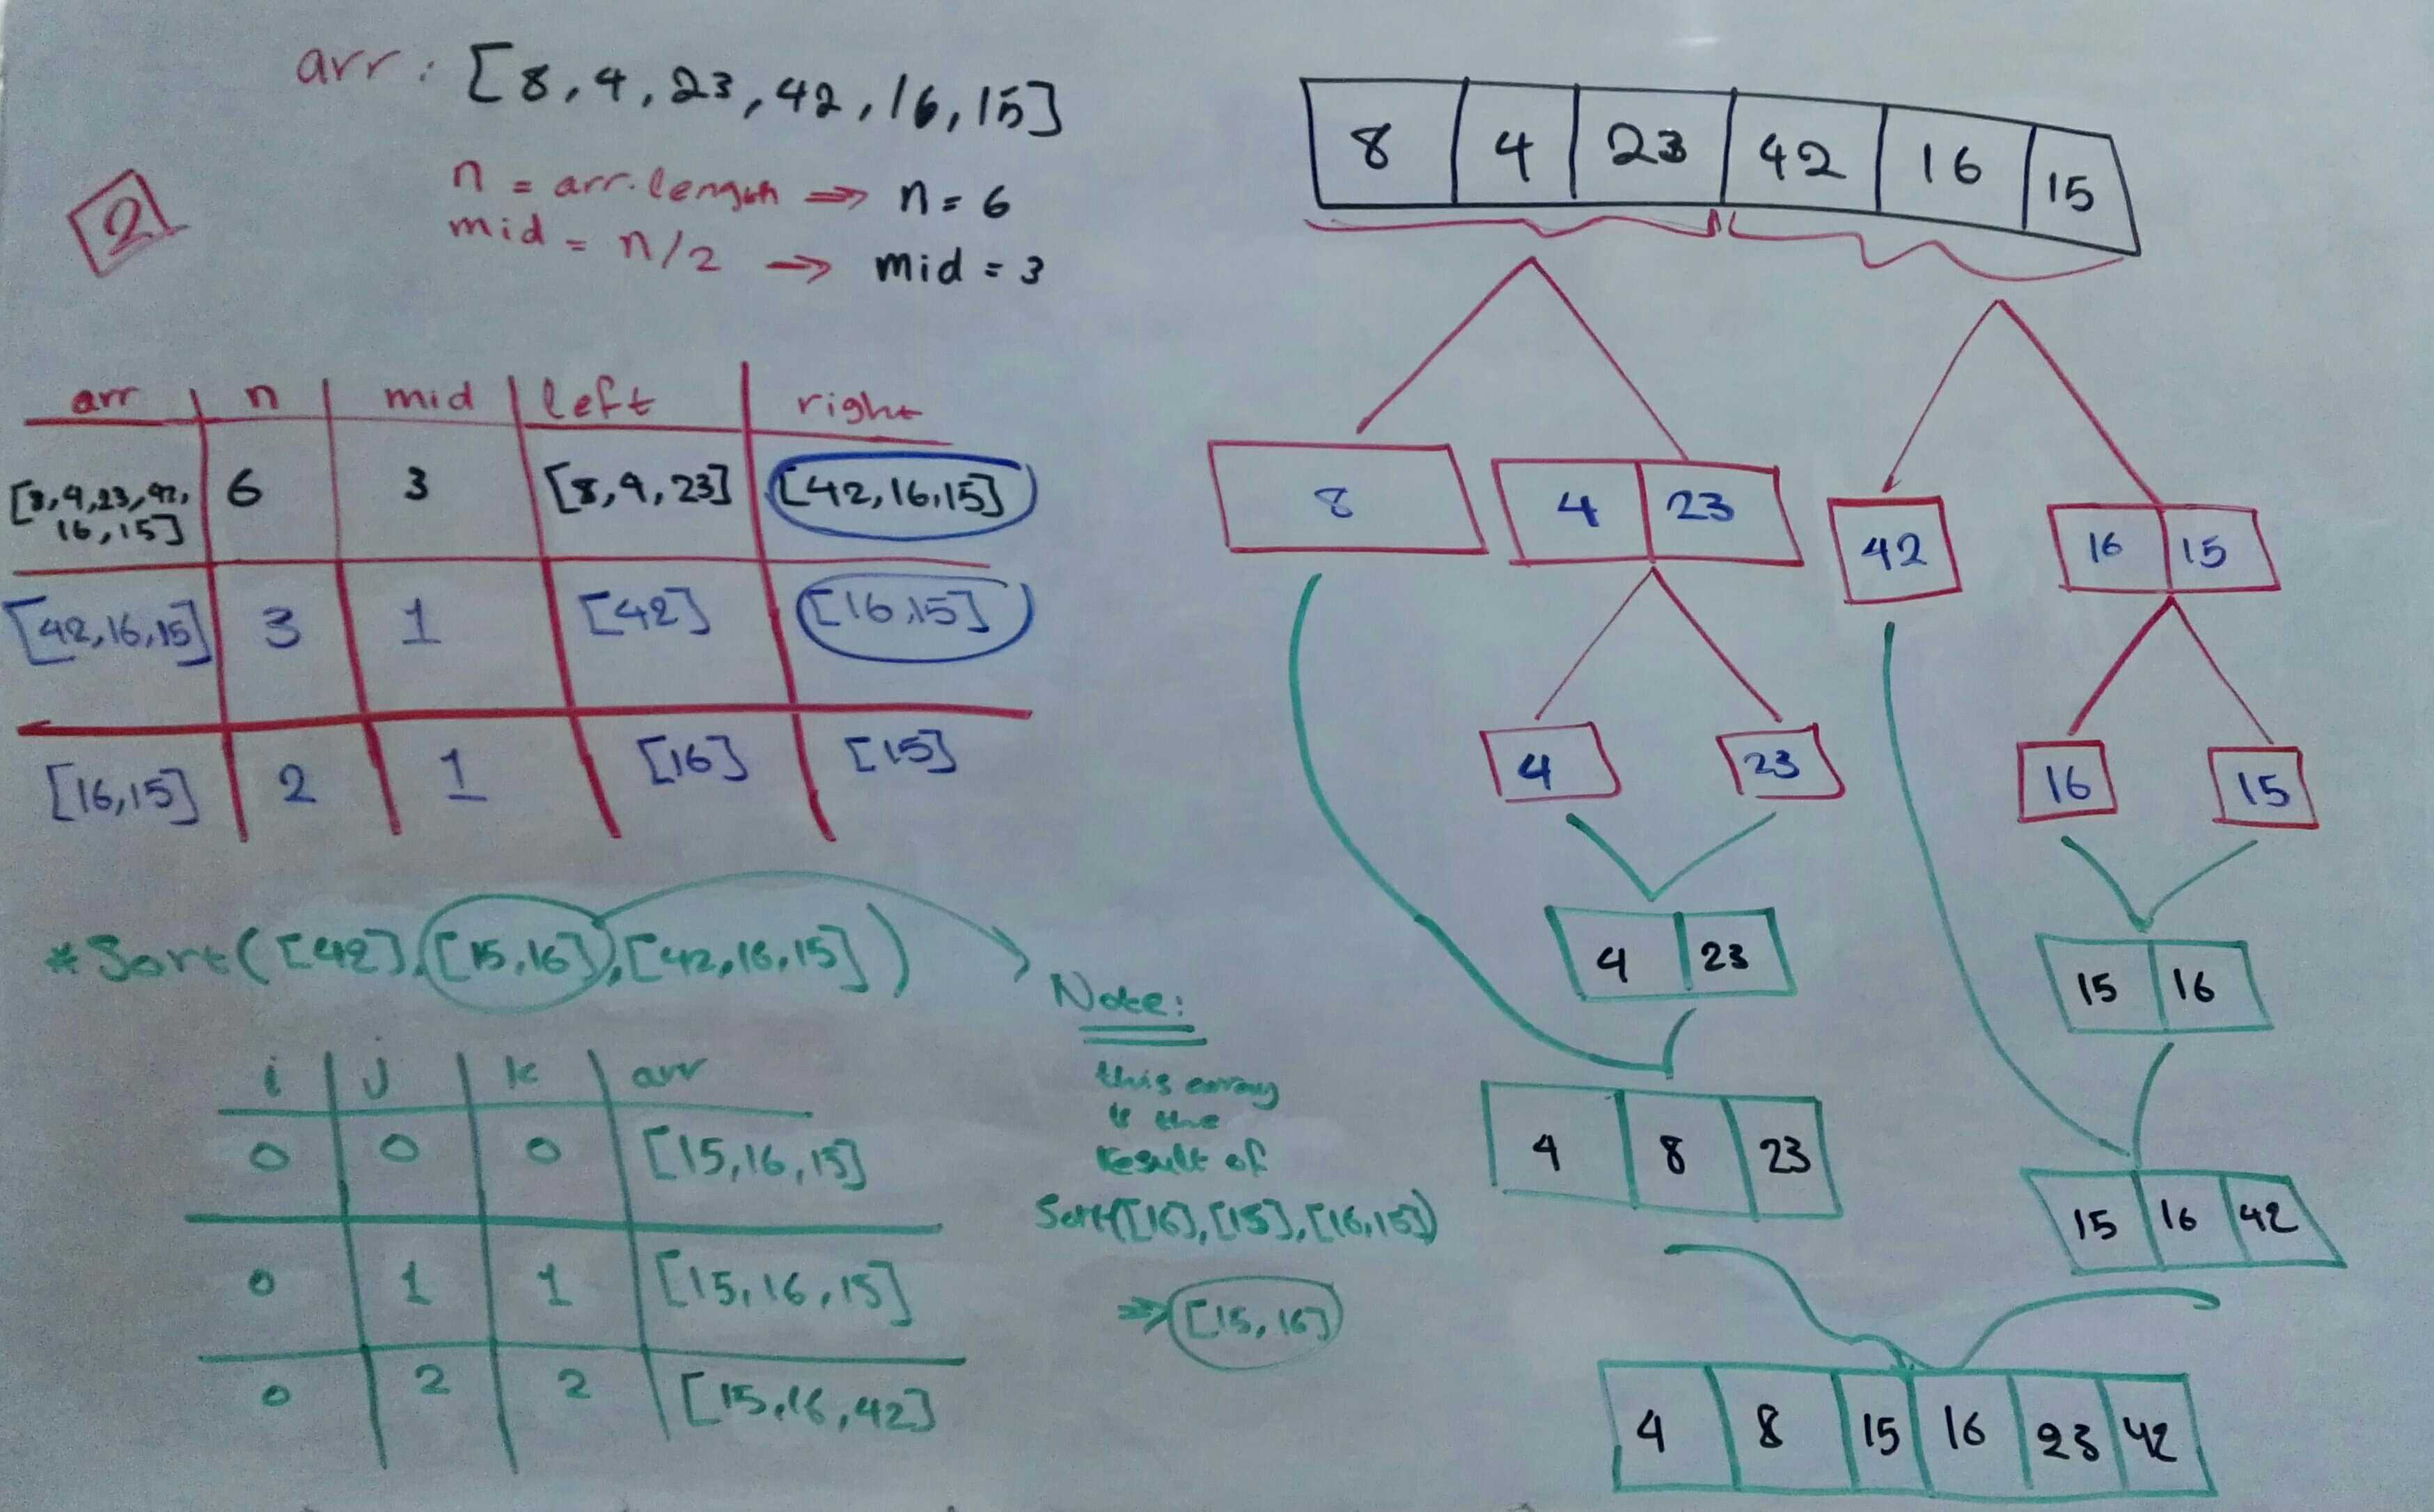 arr: [8,4,23,42,16,15]
n = arr.length ⇒ n = 6
mid = n/2 → mid = 3
2
arr n mid left right
[8,4,23,42, 6 3 [8,4,23] [42,16,15]
16,15]
[42,16,15] 3 1 [42] [16,15]
[16,15] 2 1 [16] [15]
*Sort([42],[15,16],[42,16,15])
i j k arr
0 0 0 [15,16,15]
0 1 1 [15,16,15]
0 2 2 [15,16,42]
Note:
this array
is the
result of
Sort([16],[15],[16,15])
⇒ [15,16]
8 4 23 42 16 15
8 4 23 42 16 15
4 23 16 15
4 23 15 16
4 8 23 15 16 42
4 8 15 16 23 42